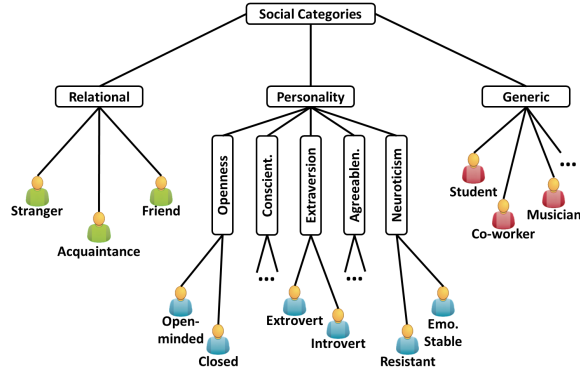 Social Categories
Relational
Personality
Generic
Openness
Conscient.
Extraversion
Agreeablen.
Neuroticism
Stranger
Acquaintance
Friend
Student
Co-worker
Musician
...
...
...
Open-
minded
Closed
Extrovert
Introvert
Resistant
Emo.
Stable